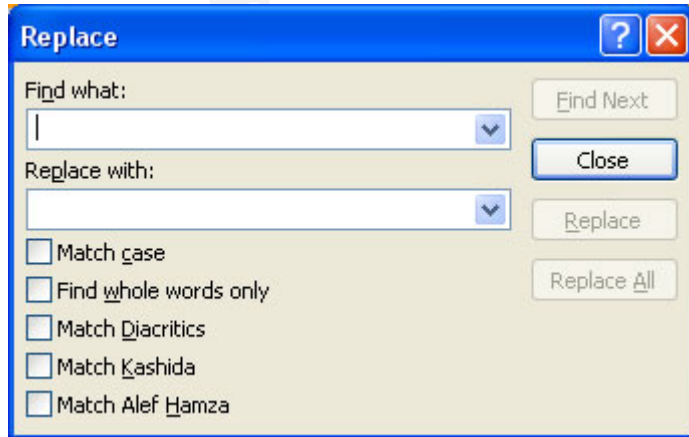 Replace
Find what:
Find Next
Close
Replace with:
Replace
Match case
Replace All
Find whole words only
Match Diacritics
Match Kashida
Match Alef Hamza